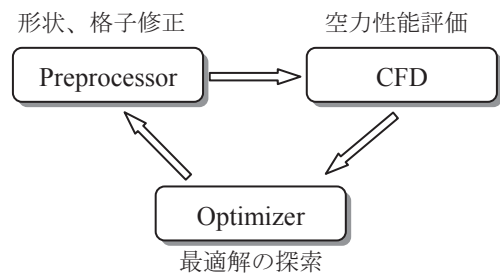 形状、格子修正
空力性能評価
Preprocessor
CFD
Optimizer
最適解の探索